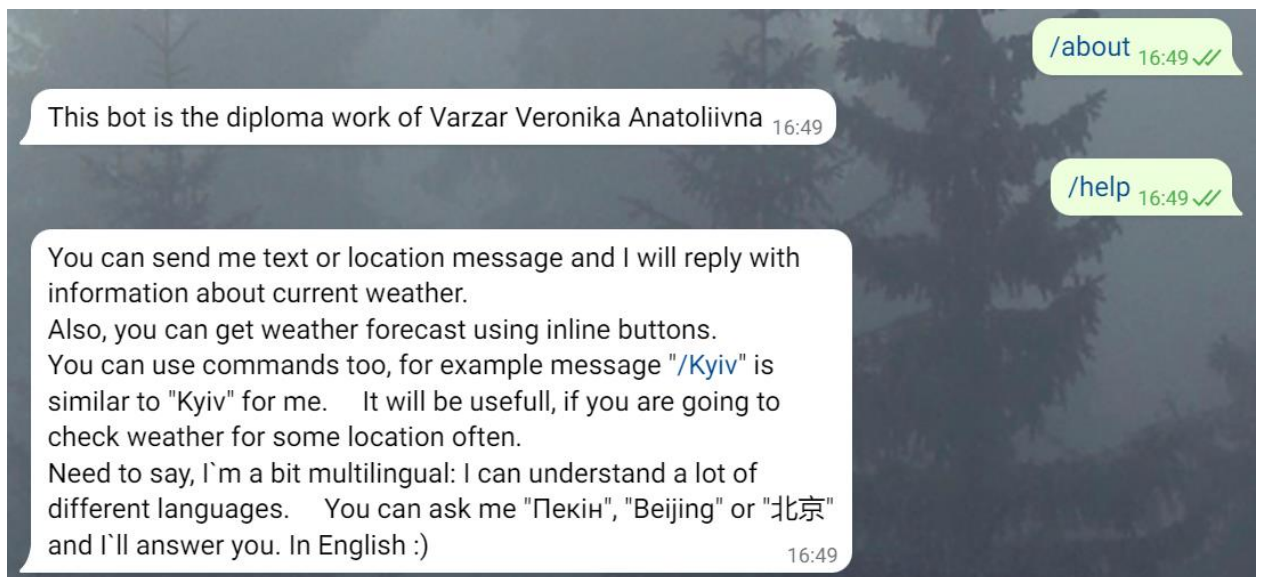 /about 16:49
This bot is the diploma work of Varzar Veronika Anatoliivna 16:49
/help 16:49
You can send me text or location message and I will reply with
information about current weather.
Also, you can get weather forecast using inline buttons.
You can use commands too, for example message "/Kyiv" is
similar to "Kyiv" for me.    It will be usefull, if you are going to
check weather for some location often.
Need to say, I`m a bit multilingual: I can understand a lot of
different languages.    You can ask me "Пекін", "Beijing" or "北京"
and I`ll answer you. In English :) 16:49